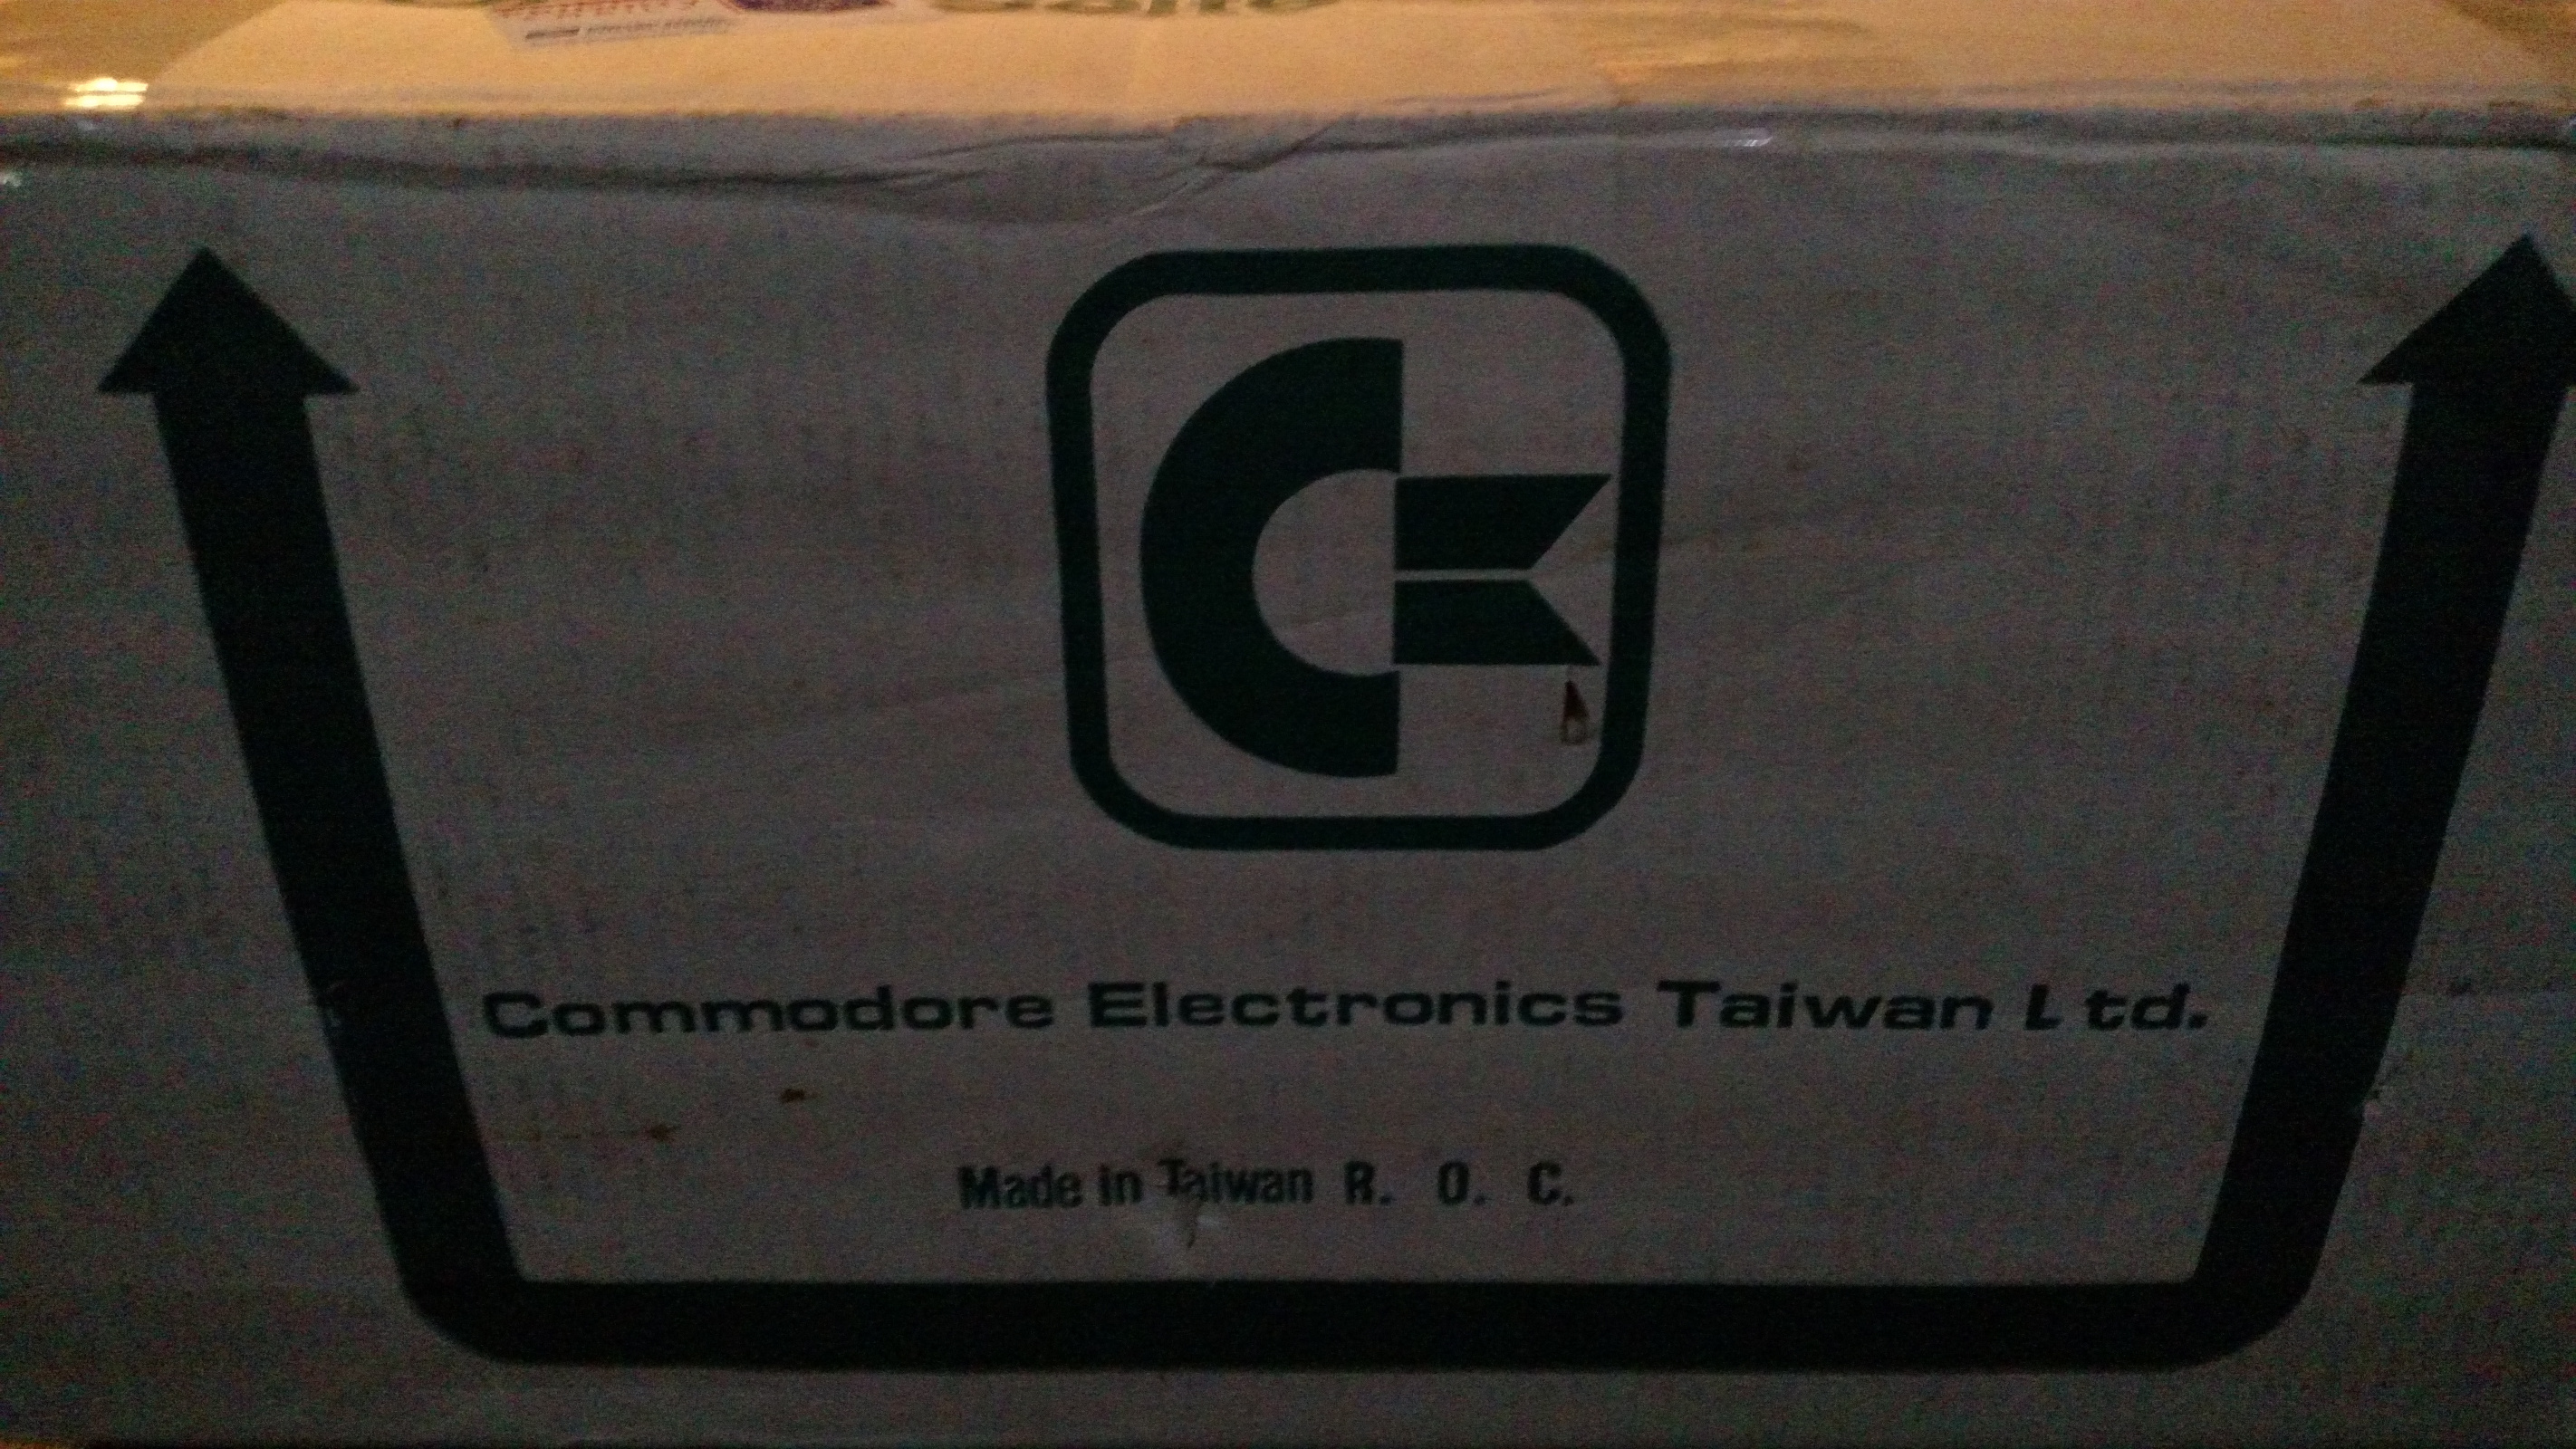 Commodore Electronics Taiwan Ltd.
Made in Taiwan R. O. C.